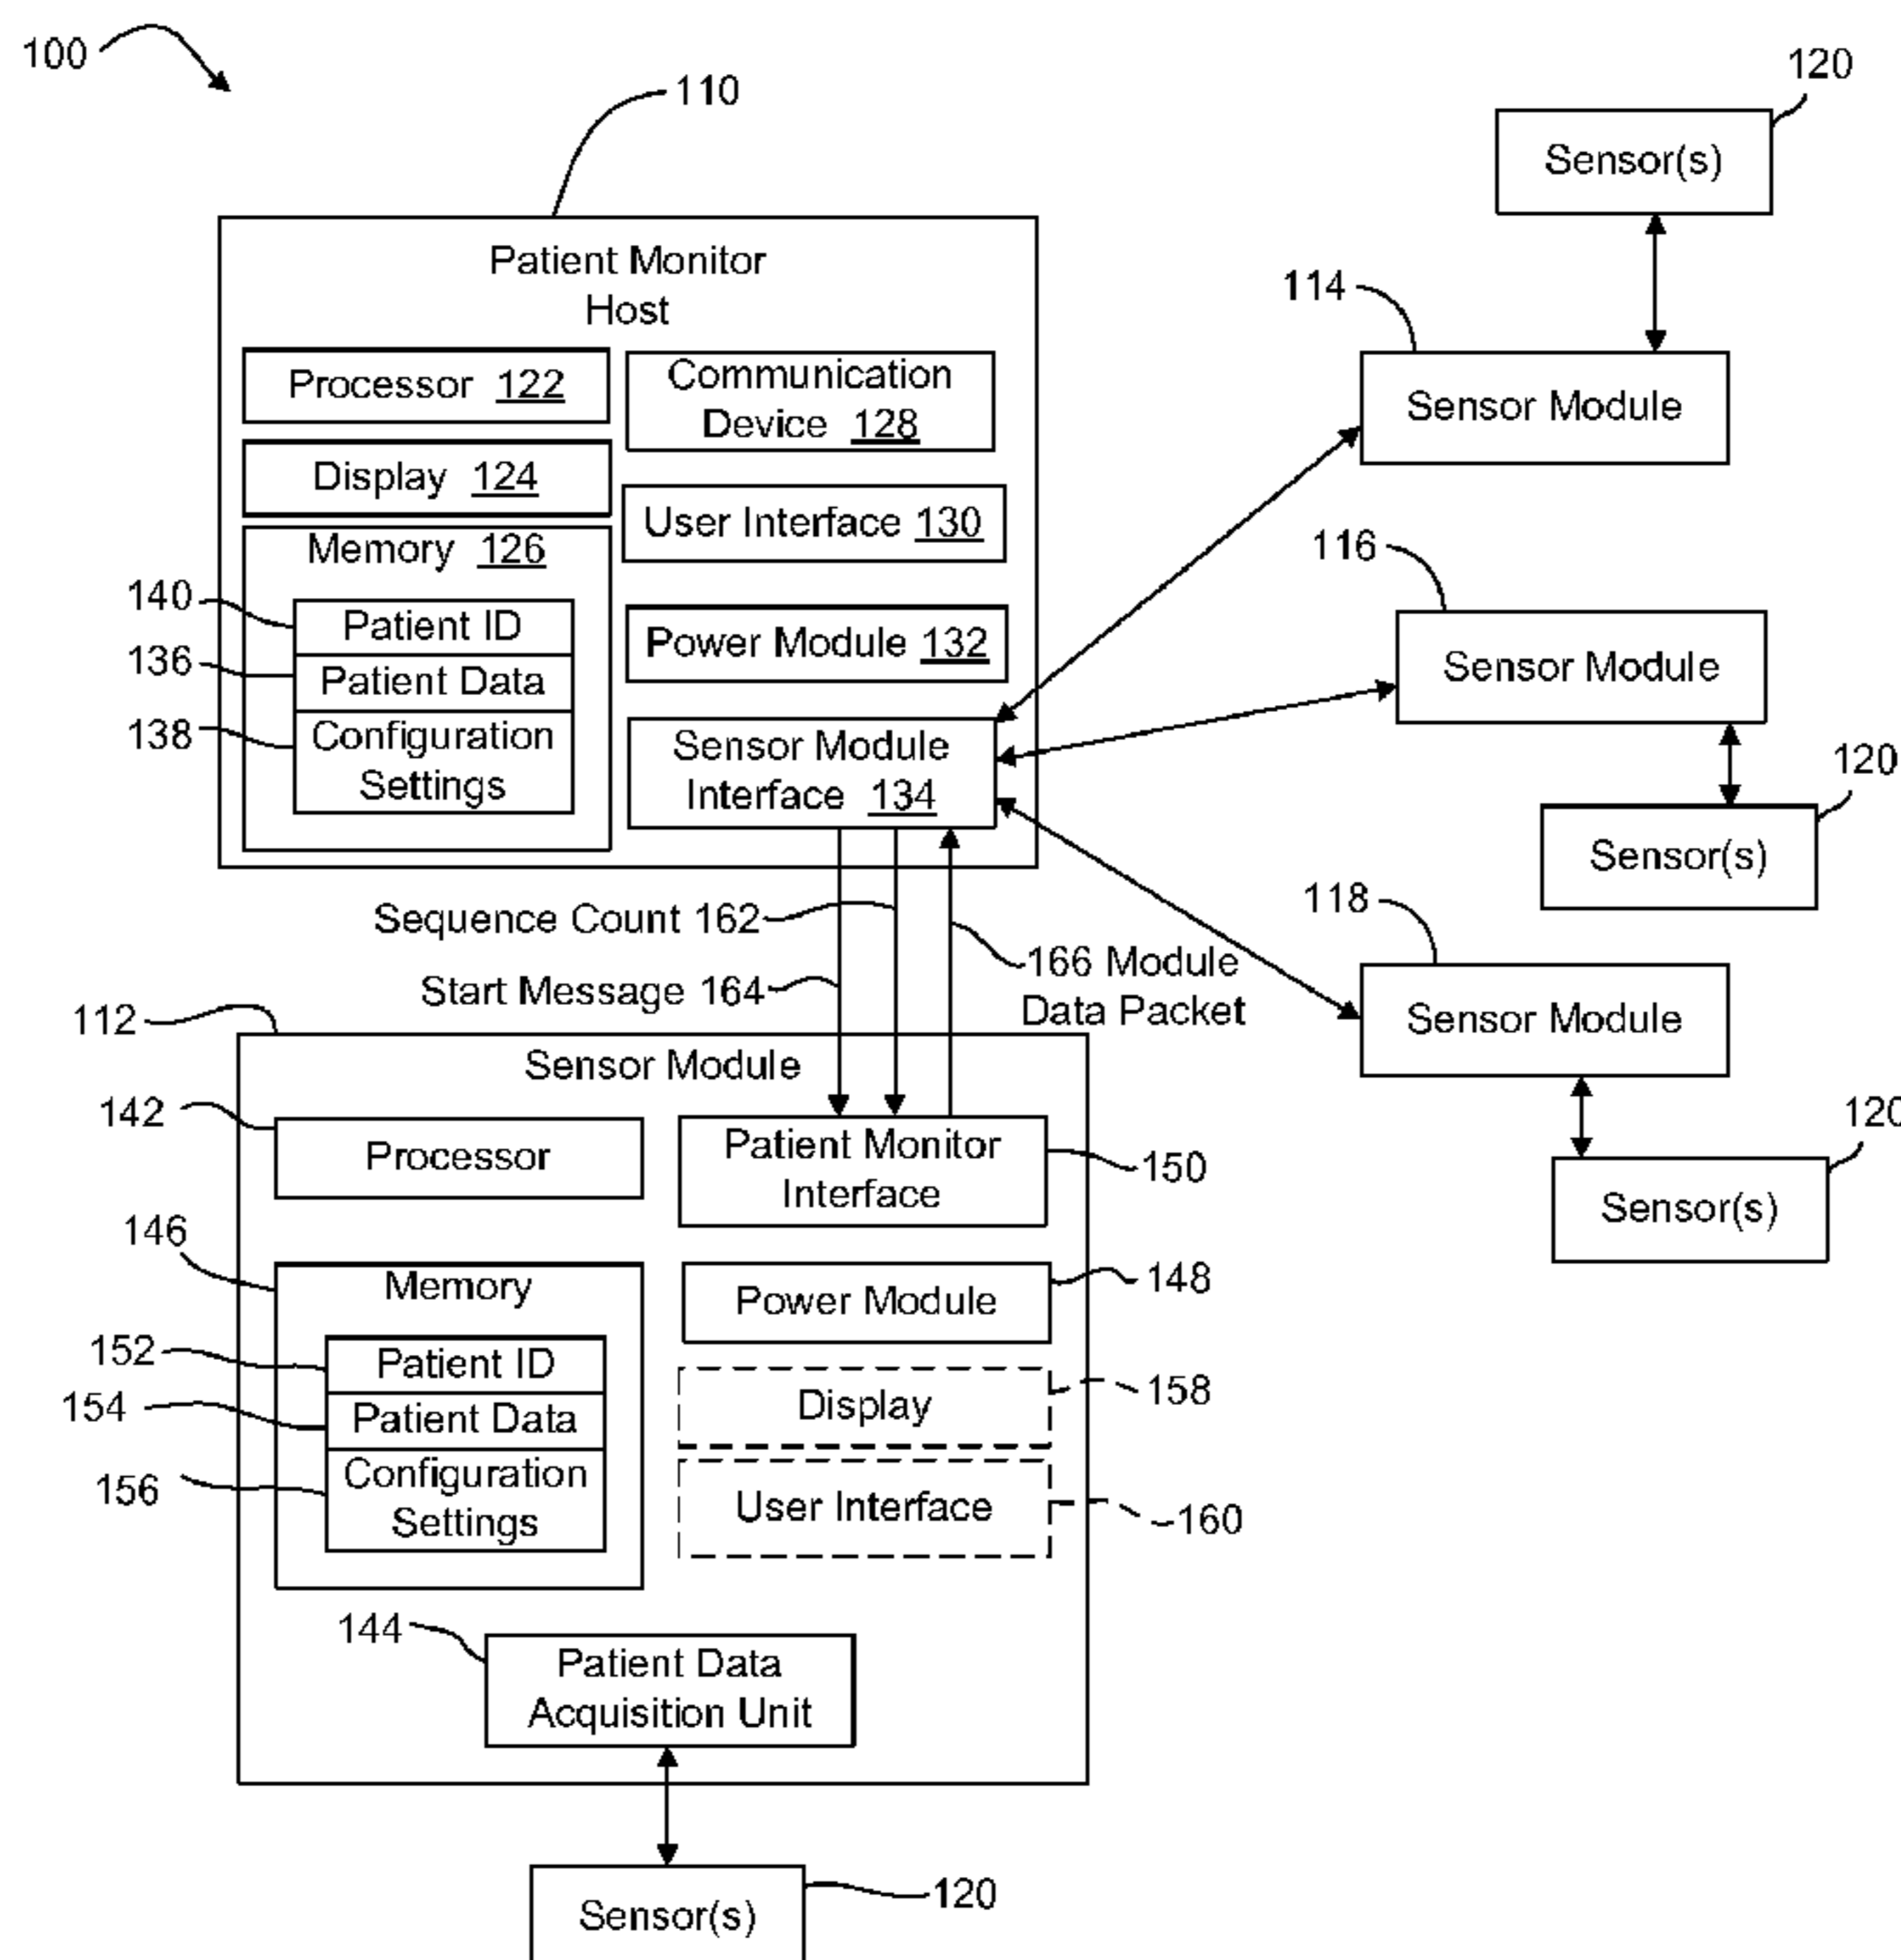 100
110
120
Sensor(s)
Patient Monitor
Host
114
Processor 122
Communication
Device 128
Sensor Module
Display 124
User Interface 130
Memory 126
116
140
Patient ID
Power Module 132
136
Patient Data
Sensor Module
138
Configuration
Settings
Sensor Module
Interface 134
120
Sensor(s)
118
Sequence Count 162
166 Module
Data Packet
Start Message 164
Sensor Module
112
Sensor Module
142
Processor
Patient Monitor
Interface
150
120
Sensor(s)
146
Memory
Power Module
148
152
Patient ID
154
Patient Data
Display
158
156
Configuration
Settings
User Interface
160
144
Patient Data
Acquisition Unit
Sensor(s)
120